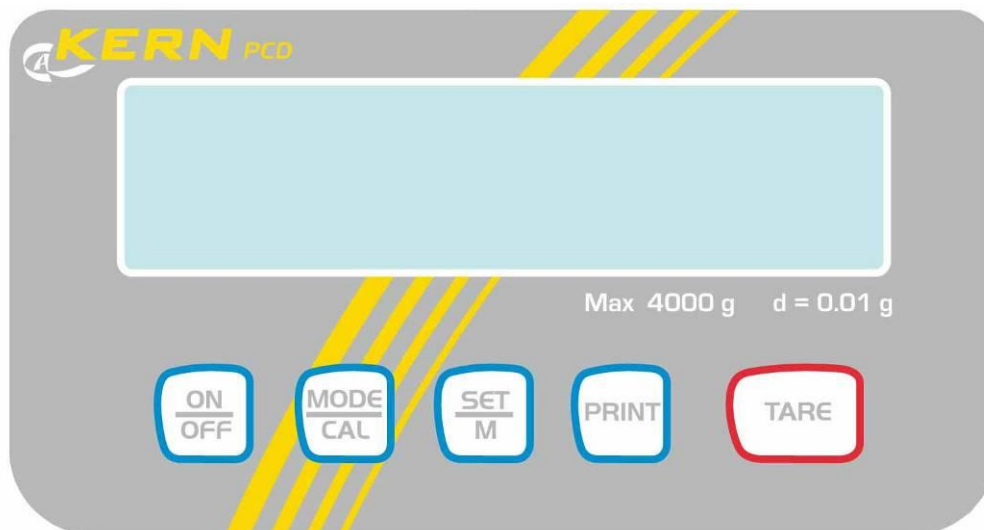 KERN PCD
Max 4000 g d = 0.01 g
ON
OFF
MODE
CAL
SET
M
PRINT
TARE